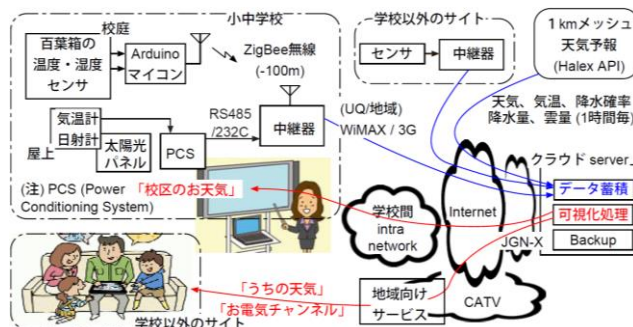 小中学校
校庭
百葉箱の
温度・湿度
センサ
Arduino
マイコン
ZigBee無線
(-100m)
気温計
日射計
屋上
太陽光
パネル
PCS
RS485
/232C
中継器
(注) PCS (Power
Conditioning System)
「校区のお天気」
学校以外のサイト
センサ
中継器
(UQ/地域)
WiMAX / 3G
1 kmメッシュ
天気予報
(Halex API)
天気、気温、降水確率
降水量、雲量 (1時間毎)
クラウド server
データ蓄積
可視化処理
Backup
Internet
JGN-X
学校間
intra
network
CATV
地域向け
サービス
「うちの天気」
「お電気チャンネル」
学校以外のサイト